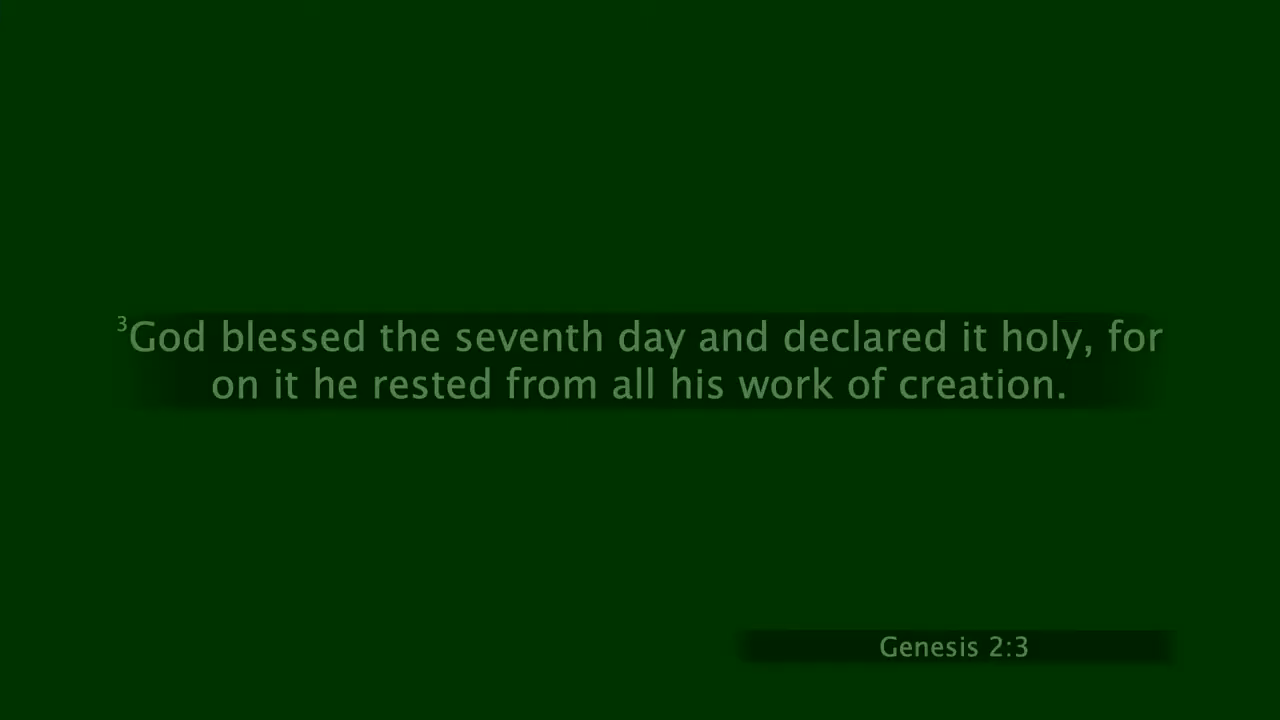 ³God blessed the seventh day and declared it holy, for
on it he rested from all his work of creation.
Genesis 2:3